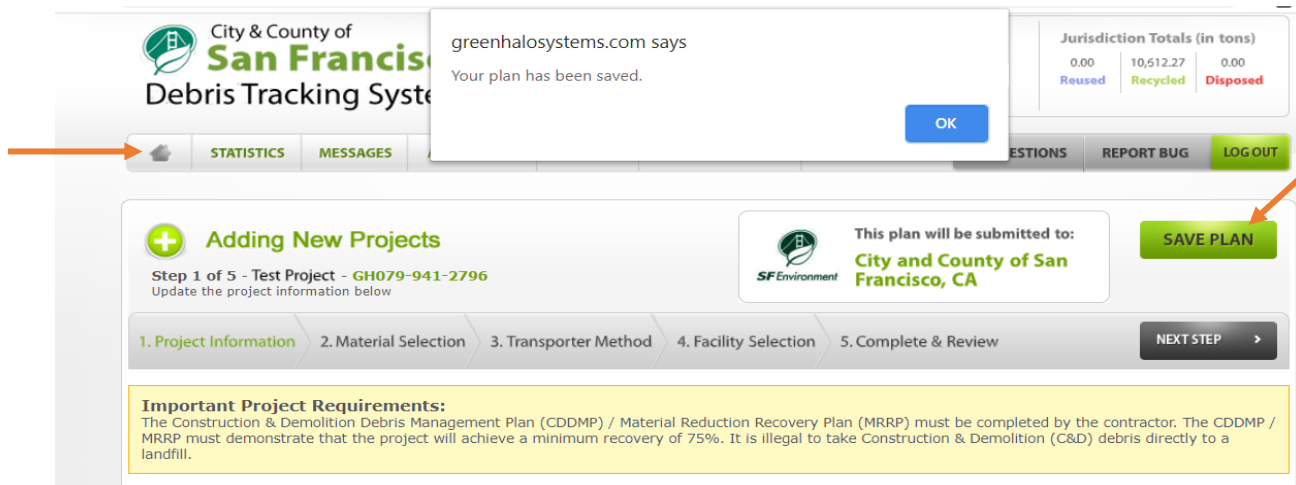 City & County of
San Francis
Debris Tracking Syste
greenhalosystems.com says
Your plan has been saved.
OK
Jurisdiction Totals (in tons)
0.00 10,612.27 0.00
Reused Recycled Disposed
STATISTICS MESSAGES ESTIONS REPORT BUG LOG OUT
Adding New Projects
Step 1 of 5 - Test Project - GH079-941-2796
Update the project information below
SF Environment
This plan will be submitted to:
City and County of San
Francisco, CA
SAVE PLAN
1. Project Information 2. Material Selection 3. Transporter Method 4. Facility Selection 5. Complete & Review NEXT STEP >
Important Project Requirements:
The Construction & Demolition Debris Management Plan (CDDMP) / Material Reduction Recovery Plan (MRRP) must be completed by the contractor. The CDDMP /
MRRP must demonstrate that the project will achieve a minimum recovery of 75%. It is illegal to take Construction & Demolition (C&D) debris directly to a
landfill.